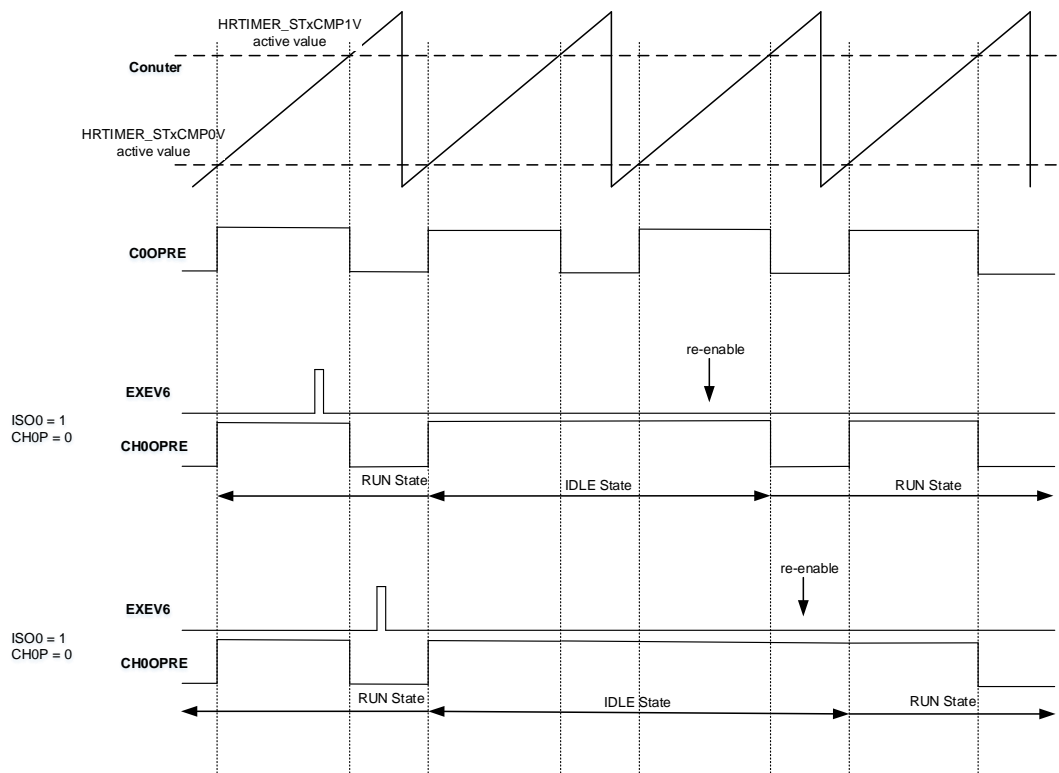 HRTIMER_STxCMP1V
active value
Conuter
HRTIMER_STxCMP0V
active value
C0OPRE
re-enable
EXEV6
ISO0 = 1
CH0P = 0
CH0OPRE
RUN State
IDLE State
RUN State
re-enable
EXEV6
ISO0 = 1
CH0P = 0
CH0OPRE
RUN State
IDLE State
RUN State